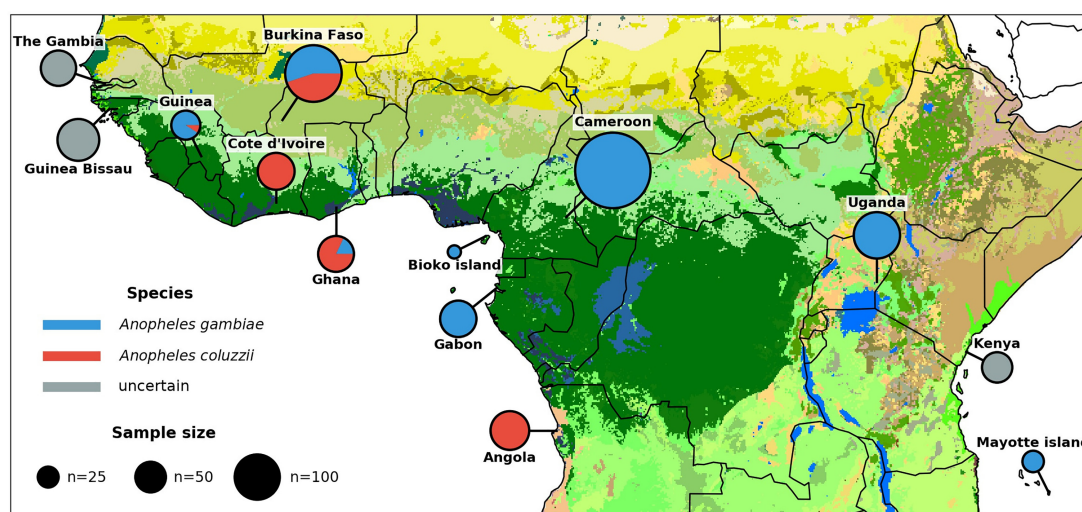 The Gambia
Burkina Faso
Guinea
Cote d'Ivoire
Cameroon
Guinea Bissau
Uganda
Ghana
Bioko island
Gabon
Kenya
Angola
Mayotte island
Species
Anopheles gambiae
Anopheles coluzzii
uncertain
Sample size
n=25
n=50
n=100